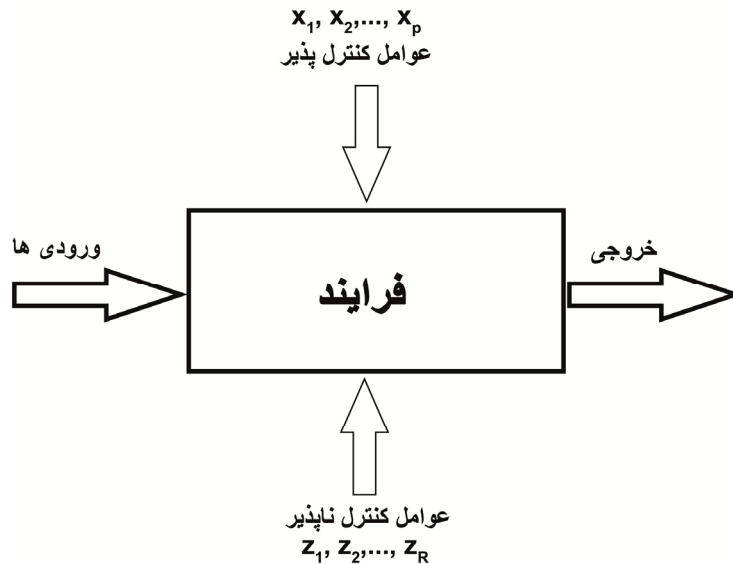 x1, x2,..., xp
عوامل کنترل پذیر
ورودی ها
فرایند
خروجی
عوامل کنترل ناپذیر
z1, z2,..., zR